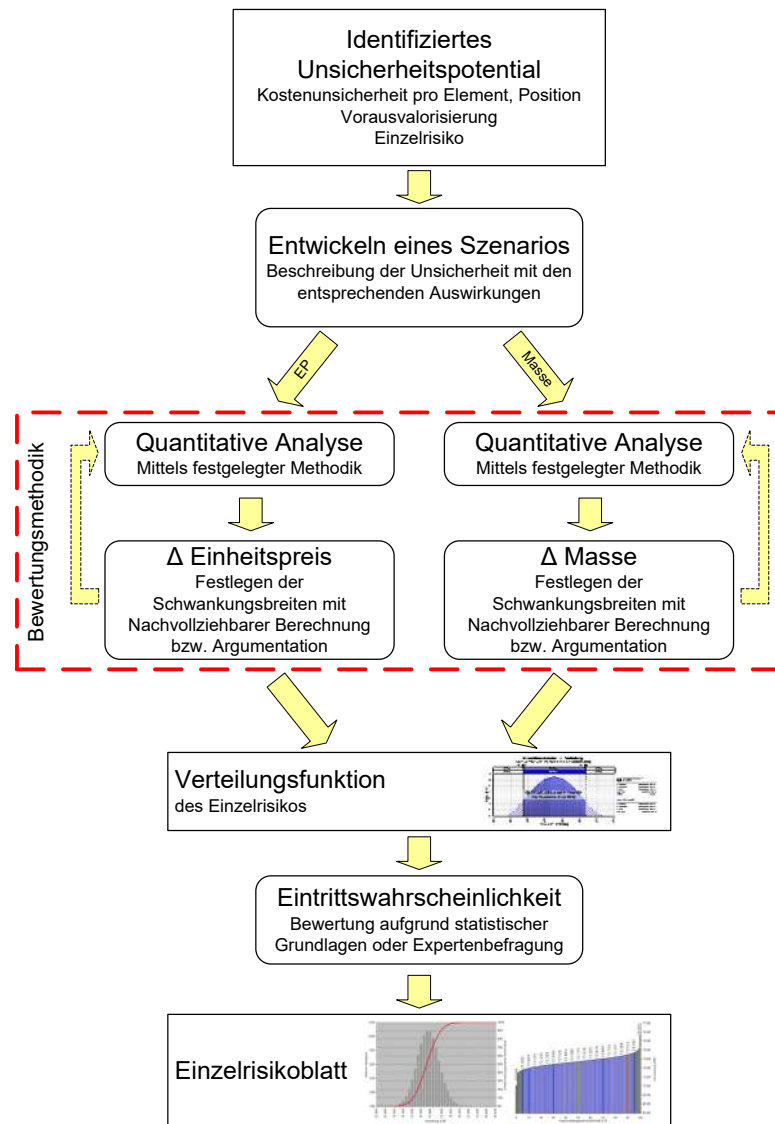 Identifiziertes
Unsicherheitspotential
Kostenunsicherheit pro Element, Position
Vorausvalorisierung
Einzelrisiko
Entwickeln eines Szenarios
Beschreibung der Unsicherheit mit den
entsprechenden Auswirkungen
EP
Masse
Bewertungsmethodik
Quantitative Analyse
Mittels festgelegter Methodik
Quantitative Analyse
Mittels festgelegter Methodik
Δ Einheitspreis
Festlegen der
Schwankungsbreiten mit
Nachvollziehbarer Berechnung
bzw. Argumentation
Δ Masse
Festlegen der
Schwankungsbreiten mit
Nachvollziehbarer Berechnung
bzw. Argumentation
Verteilungsfunktion
des Einzelrisikos
Eintrittswahrscheinlichkeit
Bewertung aufgrund statistischer
Grundlagen oder Expertenbefragung
Einzelrisikoblatt